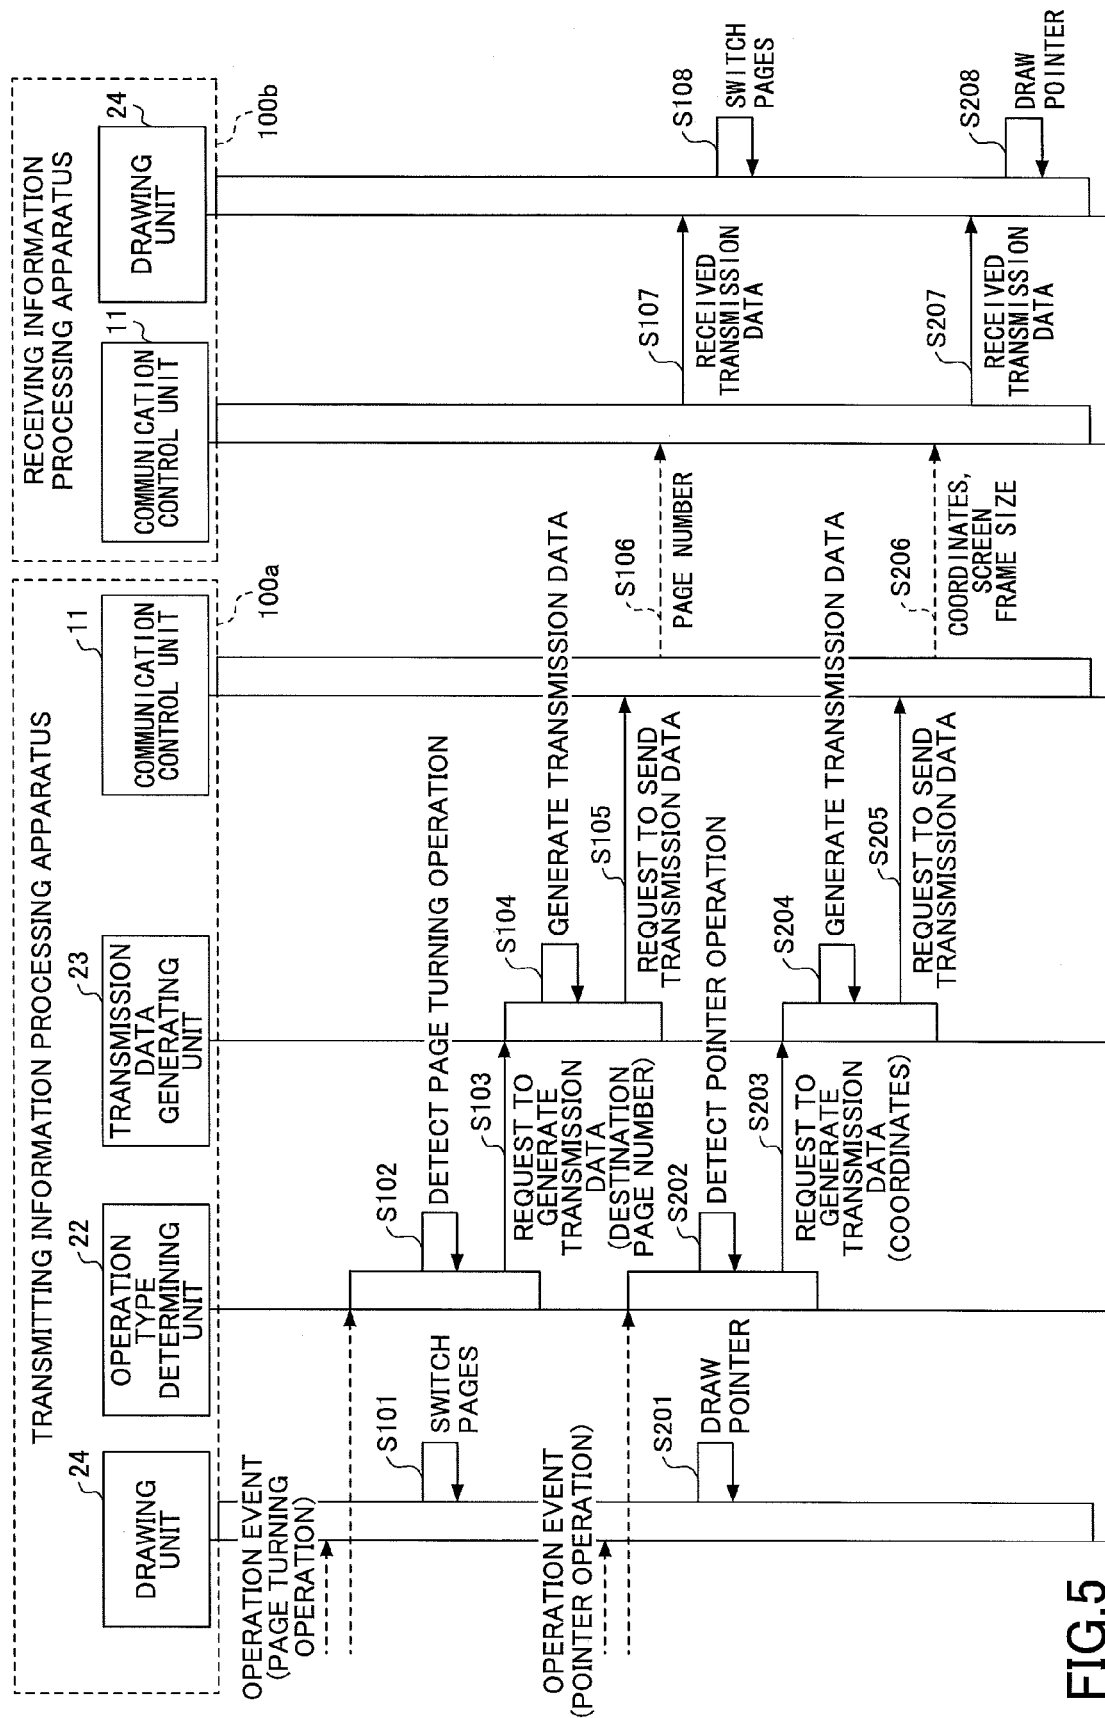 TRANSMITTING INFORMATION PROCESSING APPARATUS
RECEIVING INFORMATION
PROCESSING APPARATUS
24
DRAWING
UNIT
22
OPERATION
TYPE
DETERMINING
UNIT
23
TRANSMISSION
DATA
GENERATING
UNIT
11
COMMUNICATION
CONTROL UNIT
100a
11
COMMUNICATION
CONTROL UNIT
24
DRAWING
UNIT
100b
OPERATION EVENT
(PAGE TURNING
OPERATION)
S101
SWITCH
PAGES
S102
DETECT PAGE TURNING OPERATION
S103
REQUEST TO
GENERATE
TRANSMISSION
DATA
(DESTINATION
PAGE NUMBER)
S104
GENERATE TRANSMISSION DATA
S105
REQUEST TO SEND
TRANSMISSION DATA
S106
PAGE NUMBER
S107
RECEIVED
TRANSMISSION
DATA
S108
SWITCH
PAGES
OPERATION EVENT
(POINTER OPERATION)
S201
DRAW
POINTER
S202
DETECT POINTER OPERATION
S203
REQUEST TO
GENERATE
TRANSMISSION
DATA
(COORDINATES)
S204
GENERATE TRANSMISSION DATA
S205
REQUEST TO SEND
TRANSMISSION DATA
S206
COORDINATES,
SCREEN
FRAME SIZE
S207
RECEIVED
TRANSMISSION
DATA
S208
DRAW
POINTER
FIG.5